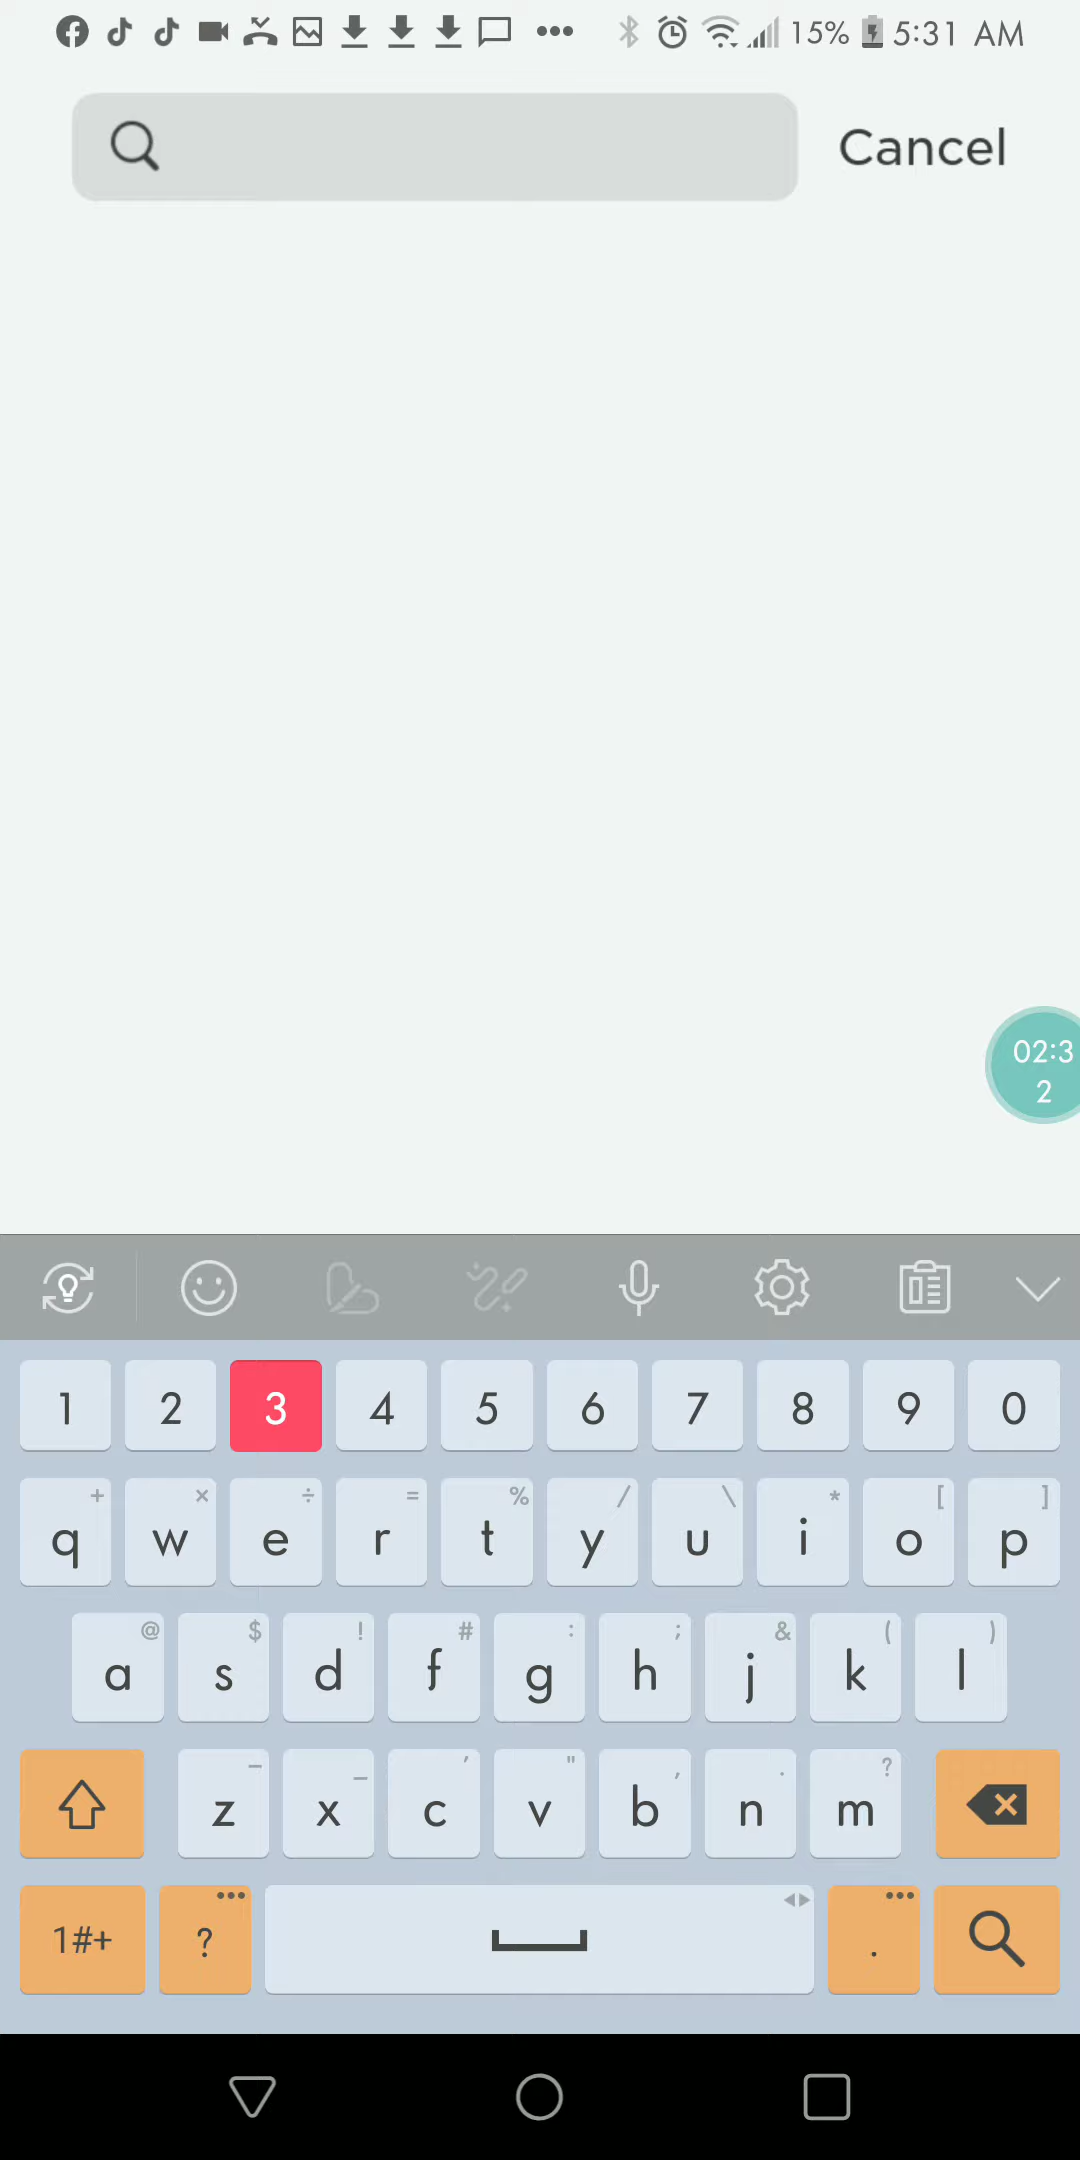 15% 5:31 AM
Cancel
02:3
2
1 2 3 4 5 6 7 8 9 0
+ × ÷ = % / \ * [ ]
q w e r t y u i o p
@ $ ! # : ; & ( )
a s d f g h j k l
– _ ' " , . ?
z x c v b n m
1#+ ? .